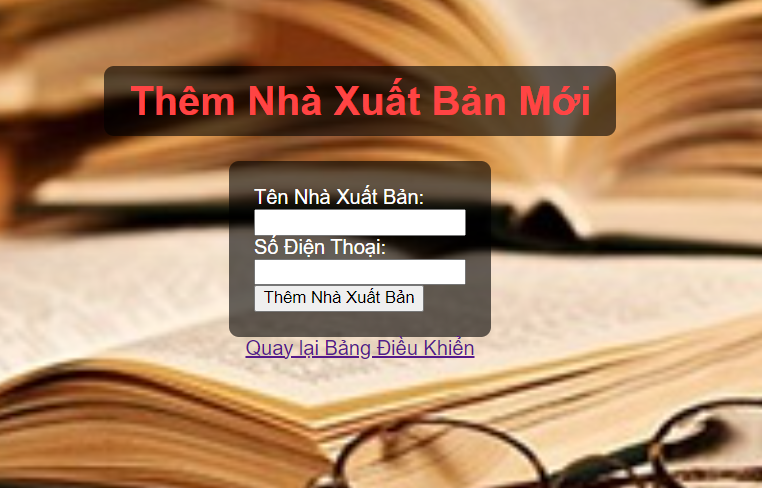 Thêm Nhà Xuất Bản Mới
Tên Nhà Xuất Bản:
Số Điện Thoại:
Thêm Nhà Xuất Bản
Quay lại Bảng Điều Khiển